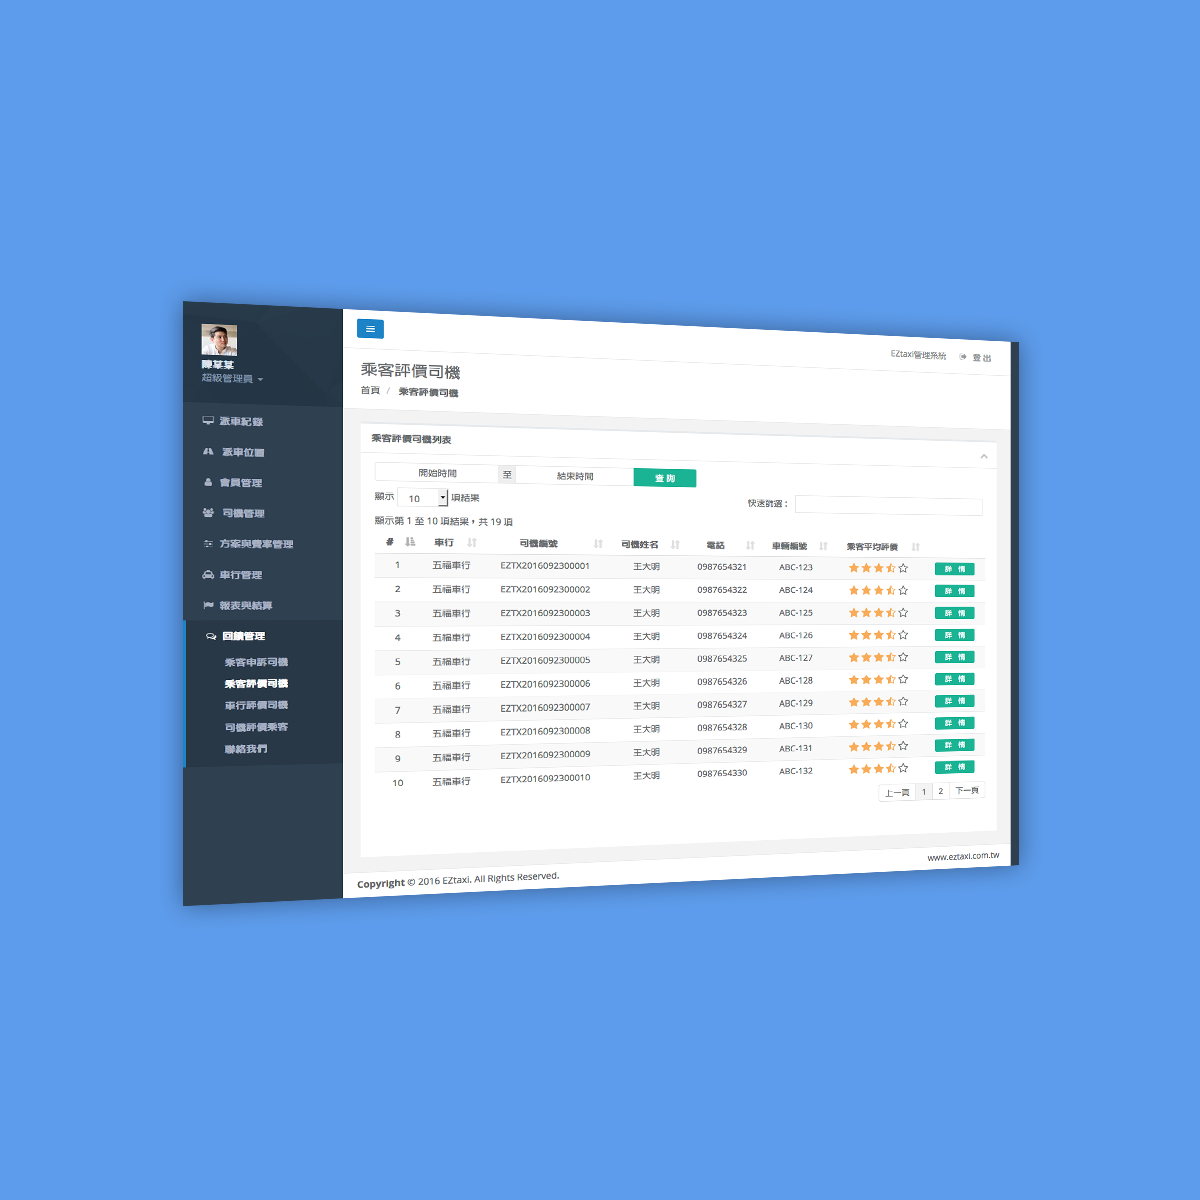 陳某某
超級管理員
派車紀錄
派車位置
會員管理
司機管理
方案與費率管理
車行管理
報表與結算
回饋管理
乘客申訴司機
乘客評價司機
車行評價司機
司機評價乘客
聯絡我們
EZtaxi管理系統 登出
乘客評價司機
首頁 / 乘客評價司機
乘客評價司機列表
開始時間 至 結束時間 查 詢
顯示 10 項結果
快速篩選：
顯示第 1 至 10 項結果，共 19 項
# 車行 司機編號 司機姓名 電話 車輛編號 乘客平均評價
1 五福車行 EZTX2016092300001 王大明 0987654321 ABC-123 詳 情
2 五福車行 EZTX2016092300002 王大明 0987654322 ABC-124 詳 情
3 五福車行 EZTX2016092300003 王大明 0987654323 ABC-125 詳 情
4 五福車行 EZTX2016092300004 王大明 0987654324 ABC-126 詳 情
5 五福車行 EZTX2016092300005 王大明 0987654325 ABC-127 詳 情
6 五福車行 EZTX2016092300006 王大明 0987654326 ABC-128 詳 情
7 五福車行 EZTX2016092300007 王大明 0987654327 ABC-129 詳 情
8 五福車行 EZTX2016092300008 王大明 0987654328 ABC-130 詳 情
9 五福車行 EZTX2016092300009 王大明 0987654329 ABC-131 詳 情
10 五福車行 EZTX2016092300010 王大明 0987654330 ABC-132 詳 情
上一頁 1 2 下一頁
www.eztaxi.com.tw
Copyright © 2016 EZtaxi. All Rights Reserved.